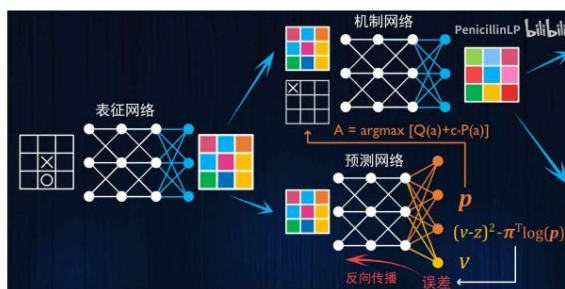 机制网络
PenicillinLP bilibili
表征网络
A = argmax [Q(a)+c*P(a)]
预测网络
p
(v-z)²-πᵀlog(p)
v
反向传播
误差